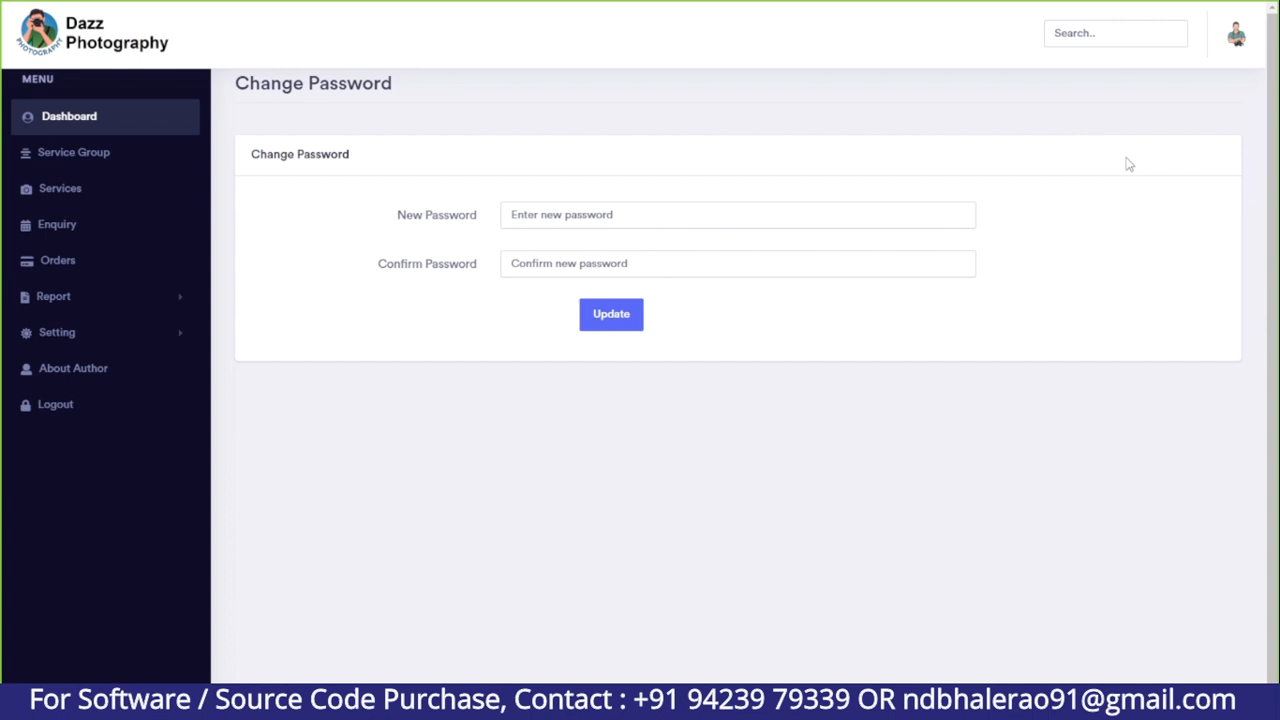 Dazz
Photography
Search..
MENU
Change Password
Dashboard
Service Group
Services
Enquiry
Orders
Report
Setting
About Author
Logout
Change Password
New Password
Enter new password
Confirm Password
Confirm new password
Update
For Software / Source Code Purchase, Contact : +91 94239 79339 OR ndbhalerao91@gmail.com